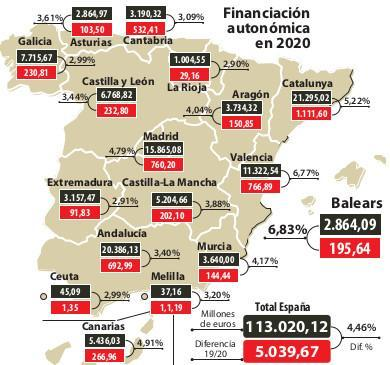 Financiación
autonómica
en 2020
3,61%
2.864,97
103,50
Asturias
3.190,32
532,41
3,09%
Cantabria
Galicia
7.715,67
230,81
2,99%
Castilla y León
3,44%
6.768,82
232,80
1.004,55
29,16
2,90%
La Rioja
Aragón
4,04%
3.734,32
150,85
Catalunya
21.295,02
1.111,60
5,22%
Madrid
4,79%
15.865,08
760,20
Valencia
11.322,54
766,89
6,77%
Extremadura
3.157,47
91,83
2,91%
Castilla-La Mancha
5.204,66
202,10
3,88%
Balears
6,83%
2.864,09
195,64
Andalucía
20.386,13
692,99
3,40%
Murcia
3.640,00
144,44
4,17%
Ceuta
45,09
1,35
2,99%
Melilla
37,16
1,1,19
3,20%
Canarias
5.436,03
266,96
4,91%
Total España
Millones
de euros
113.020,12
4,46%
Diferencia
19/20
5.039,67
Dif. %